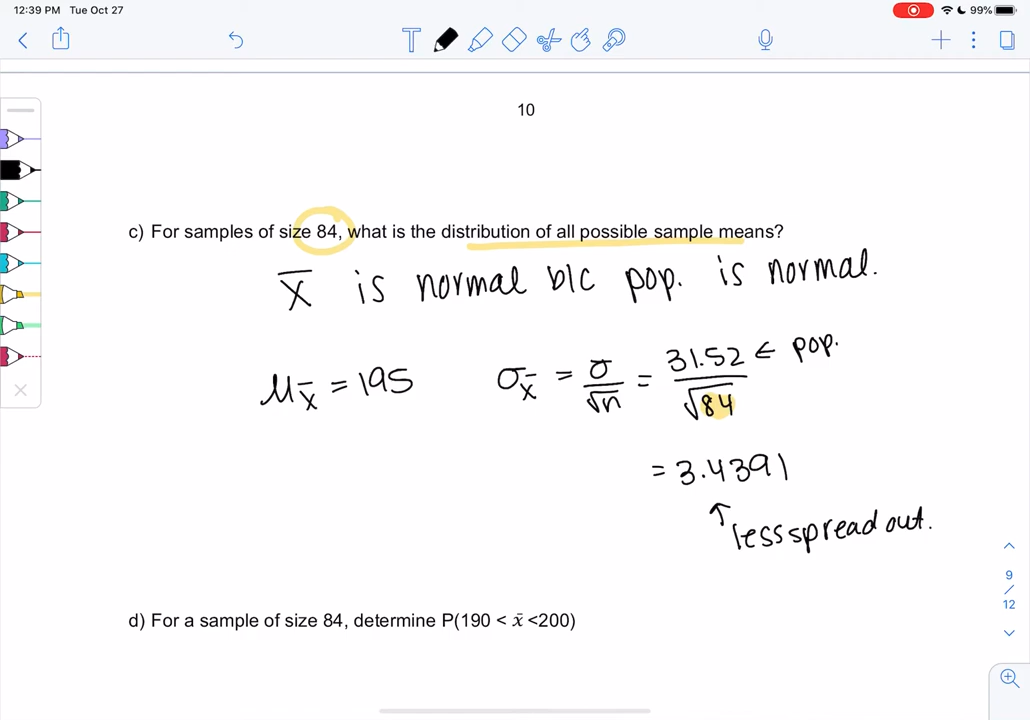 12:39 PM Tue Oct 27
99%
T
10
c) For samples of size 84, what is the distribution of all possible sample means?
x̄ is normal b/c pop. is normal.
μx̄ = 195 σx̄ = σ/√n = 31.52/√84 ← pop.
= 3.4391
↑ less spread out.
9
/
12
d) For a sample of size 84, determine P(190 < x̄ <200)